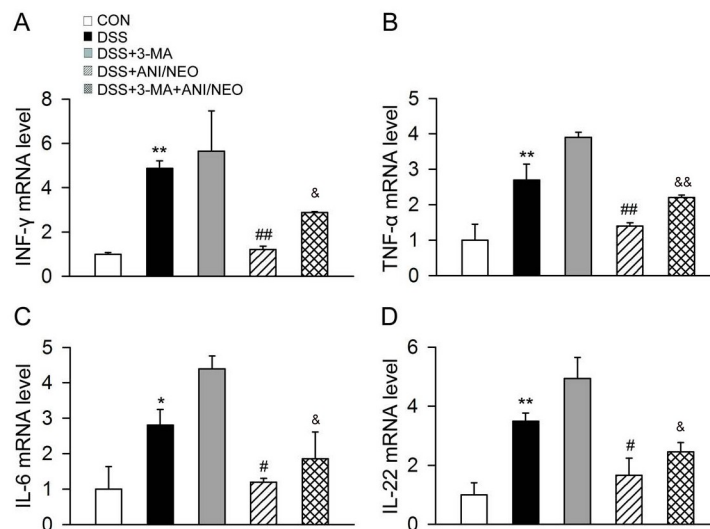 A
CON
DSS
DSS+3-MA
DSS+ANI/NEO
DSS+3-MA+ANI/NEO
INF-γ mRNA level
8
6
4
2
0
**
##
&
B
TNF-α mRNA level
5
4
3
2
1
0
**
##
&&
C
IL-6 mRNA level
5
4
3
2
1
0
*
#
&
D
IL-22 mRNA level
6
4
2
0
**
#
&